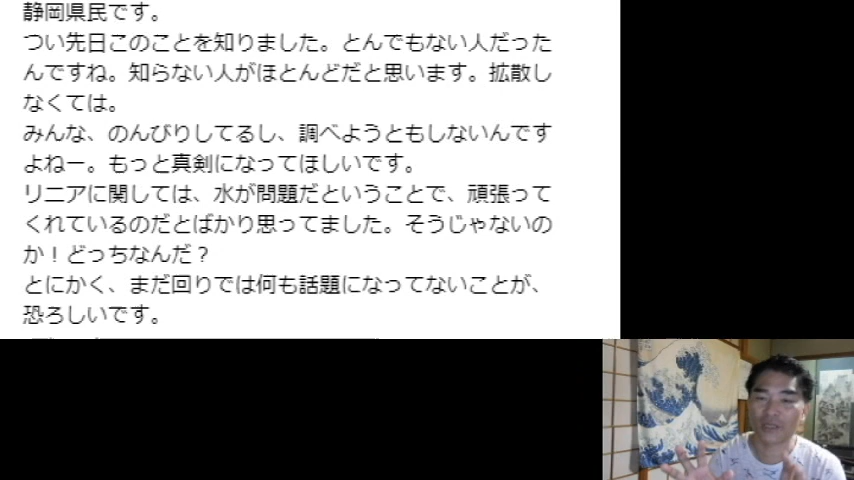 静岡県民です。
つい先日このことを知りました。とんでもない人だった
んですね。知らない人がほとんどだと思います。拡散し
なくては。
みんな、のんびりしてるし、調べようともしないんです
よねー。もっと真剣になってほしいです。
リニアに関しては、水が問題だということで、頑張って
くれているのだとばかり思ってました。そうじゃないの
か！どっちなんだ？
とにかく、まだ回りでは何も話題になってないことが、
恐ろしいです。